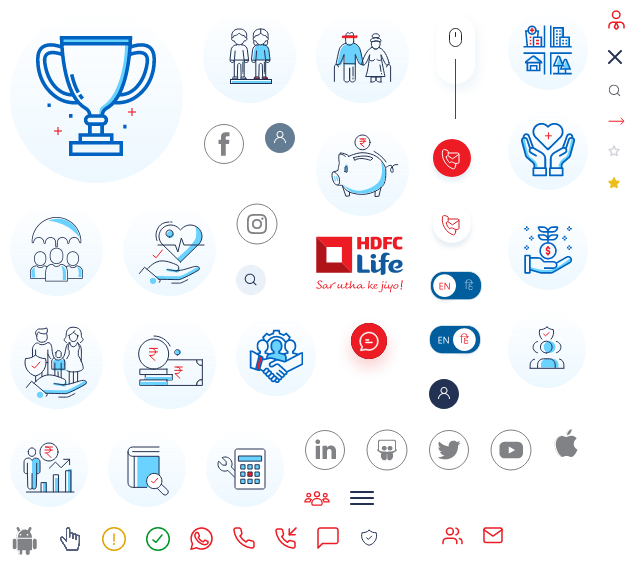 HDFC
Life
Sar utha ke jiyo!
EN हि
EN हि